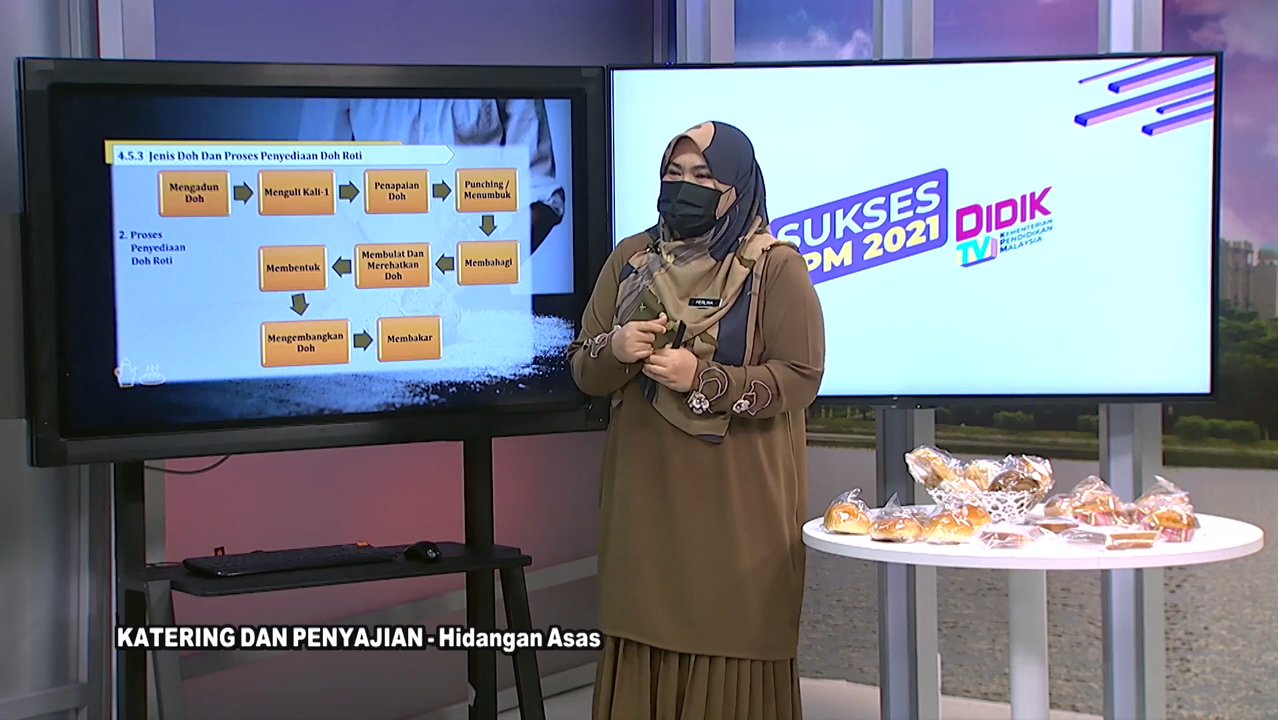 4.5.3 Jenis Doh Dan Proses Penyediaan Doh Roti
Mengadun
Doh
Menguli Kali-1
Penapaian
Doh
Punching /
Menumbuk
2. Proses
Penyediaan
Doh Roti
Membentuk
Membulat Dan
Merehatkan
Doh
Membahagi
Mengembangkan
Doh
Membakar
SUKSES
PM 2021
DIDIK
TV
KEMENTERIAN
PENDIDIKAN
MALAYSIA
HERLINA
KATERING DAN PENYAJIAN - Hidangan Asas